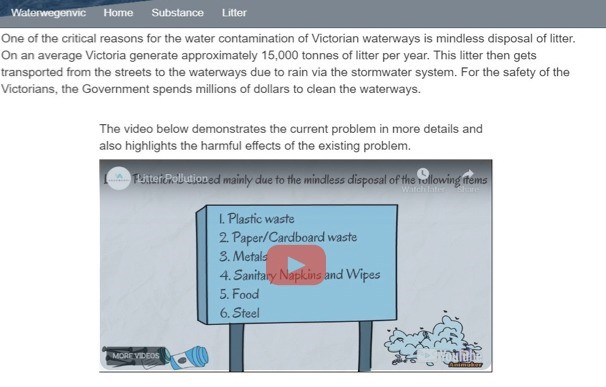 Waterwegenvic Home Substance Litter
One of the critical reasons for the water contamination of Victorian waterways is mindless disposal of litter.
On an average Victoria generate approximately 15,000 tonnes of litter per year. This litter then gets
transported from the streets to the waterways due to rain via the stormwater system. For the safety of the
Victorians, the Government spends millions of dollars to clean the waterways.
The video below demonstrates the current problem in more details and
also highlights the harmful effects of the existing problem.
Litter Pollution
mainly due to the mindless disposal of the following items
Watch later Share
1. Plastic waste
2. Paper/Cardboard waste
3. Metals
4. Sanitary Napkins and Wipes
5. Food
6. Steel
MORE VIDEOS
YouTube
Animaker